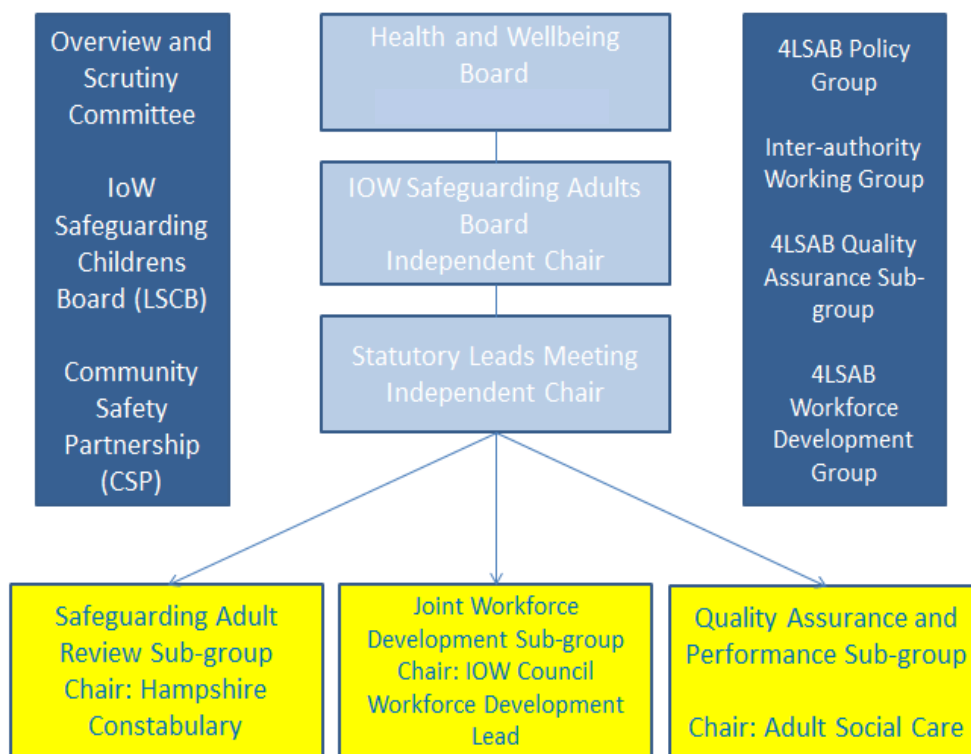 Overview and
Scrutiny
Committee
IoW
Safeguarding
Childrens
Board (LSCB)
Community
Safety
Partnership
(CSP)
Health and Wellbeing
Board
IOW Safeguarding Adults
Board
Independent Chair
Statutory Leads Meeting
Independent Chair
4LSAB Policy
Group
Inter-authority
Working Group
4LSAB Quality
Assurance Sub-
group
4LSAB
Workforce
Development
Group
Safeguarding Adult
Review Sub-group
Chair: Hampshire
Constabulary
Joint Workforce
Development Sub-group
Chair: IOW Council
Workforce Development
Lead
Quality Assurance and
Performance Sub-group
Chair: Adult Social Care